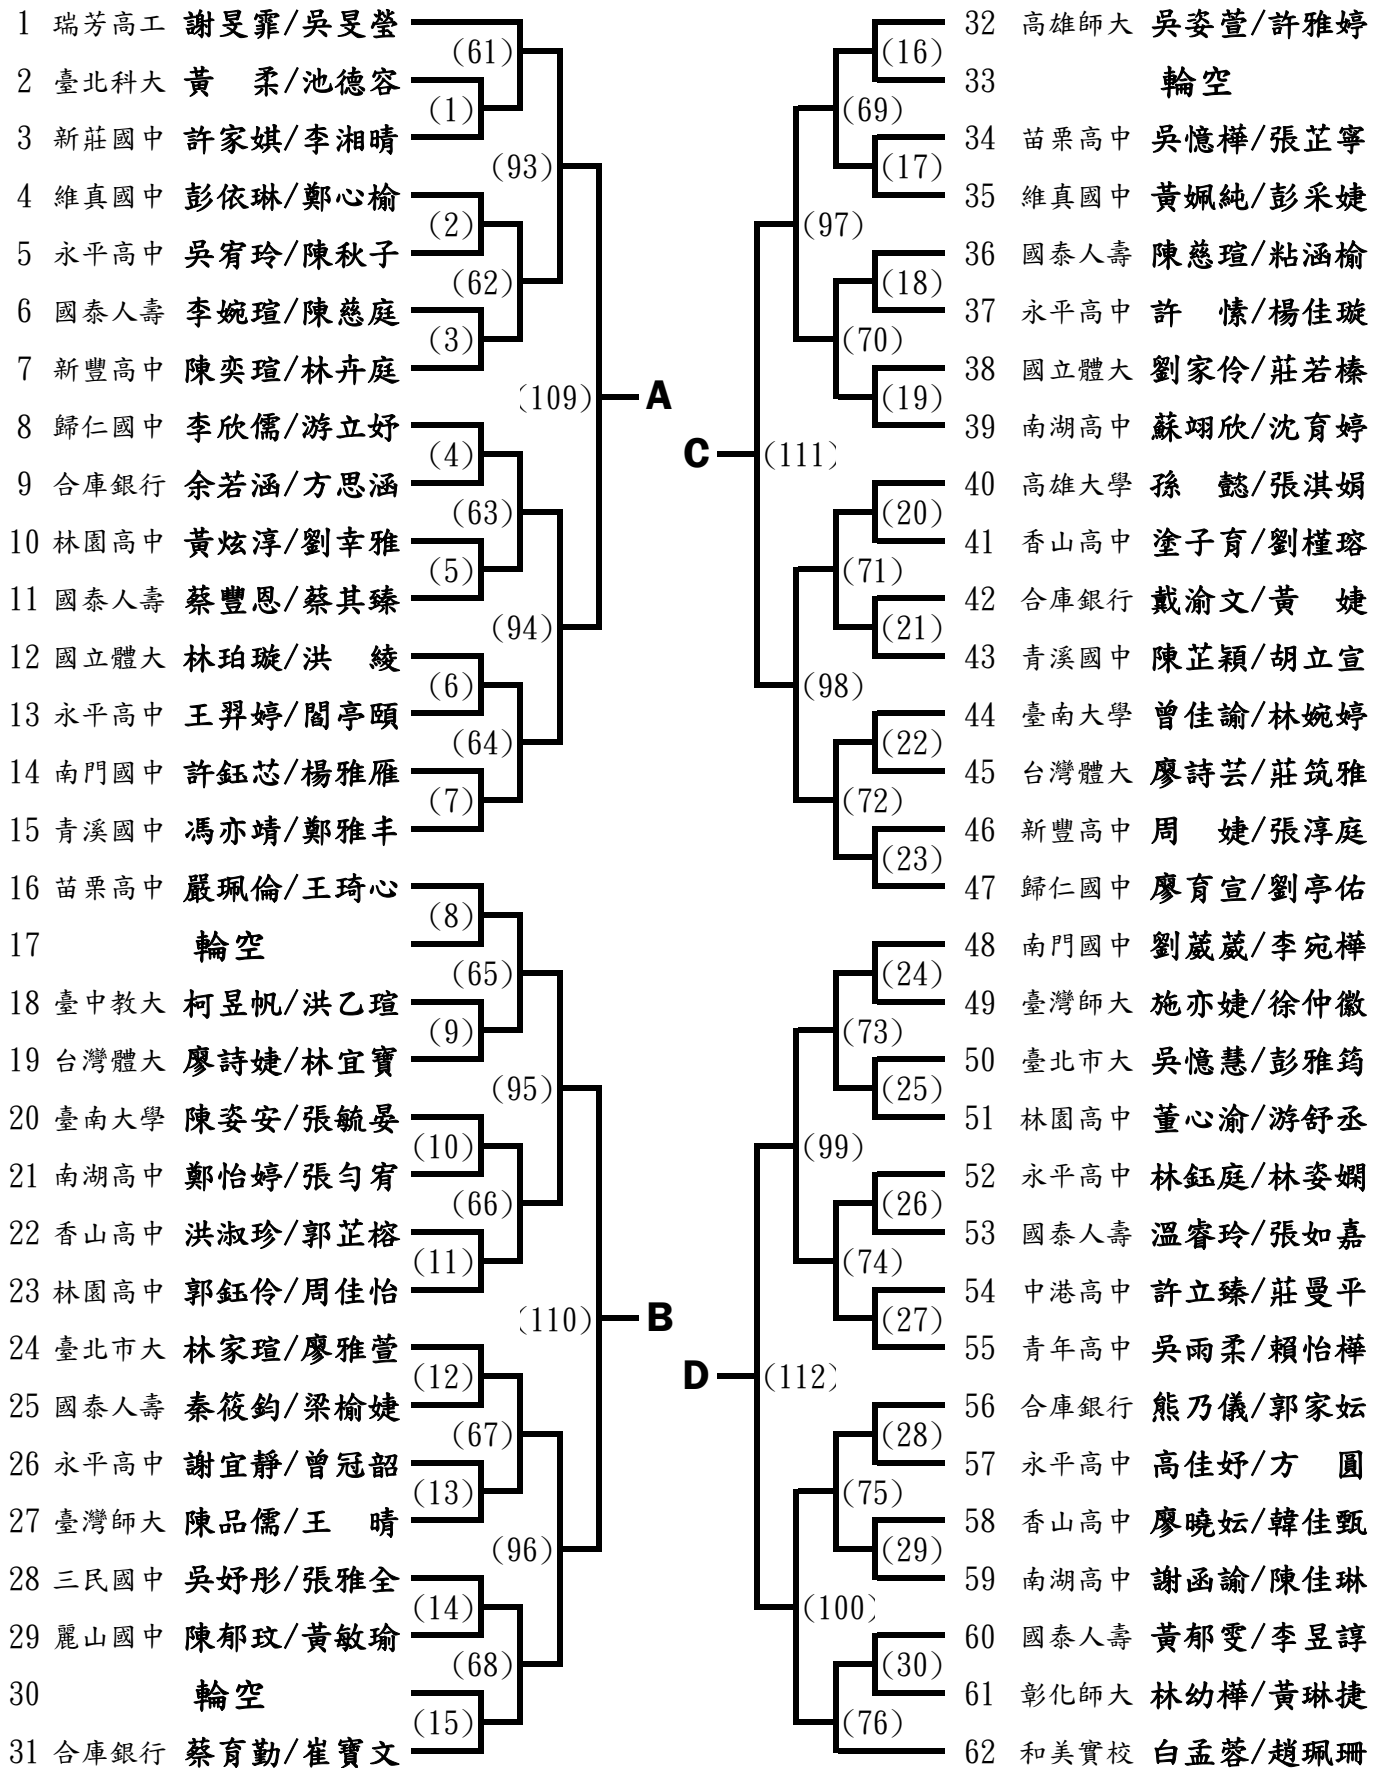 1 瑞芳高工 謝旻霏/吳旻瑩
(61)
2 臺北科大 黃　柔/池德容
(1)
3 新莊國中 許家娸/李湘晴
(93)
4 維真國中 彭依琳/鄭心榆
(2)
5 永平高中 吳宥玲/陳秋子
(62)
6 國泰人壽 李婉瑄/陳慈庭
(3)
7 新豐高中 陳奕瑄/林卉庭
(109) A
8 歸仁國中 李欣儒/游立妤
(4)
9 合庫銀行 余若涵/方思涵
(63)
10 林園高中 黃炫淳/劉幸雅
(5)
11 國泰人壽 蔡豐恩/蔡其臻
(94)
12 國立體大 林珀璇/洪　綾
(6)
13 永平高中 王羿婷/閻亭頤
(64)
14 南門國中 許鈺芯/楊雅雁
(7)
15 青溪國中 馮亦靖/鄭雅丰
16 苗栗高中 嚴珮倫/王琦心
(8)
17 輪空
(65)
18 臺中教大 柯昱帆/洪乙瑄
(9)
19 台灣體大 廖詩婕/林宜寶
(95)
20 臺南大學 陳姿安/張毓晏
(10)
21 南湖高中 鄭怡婷/張勻宥
(66)
22 香山高中 洪淑珍/郭芷榕
(11)
23 林園高中 郭鈺伶/周佳怡
(110) B
24 臺北市大 林家瑄/廖雅萱
(12)
25 國泰人壽 秦筱鈞/梁榆婕
(67)
26 永平高中 謝宜靜/曾冠韶
(13)
27 臺灣師大 陳品儒/王　晴
(96)
28 三民國中 吳妤彤/張雅全
(14)
29 麗山國中 陳郁玟/黃敏瑜
(68)
30 輪空
(15)
31 合庫銀行 蔡育勤/崔寶文
32 高雄師大 吳姿萱/許雅婷
(16)
33 輪空
(69)
34 苗栗高中 吳憶樺/張芷寧
(17)
35 維真國中 黃姵純/彭采婕
(97)
36 國泰人壽 陳慈瑄/粘涵榆
(18)
37 永平高中 許　愫/楊佳璇
(70)
38 國立體大 劉家伶/莊若榛
(19)
39 南湖高中 蘇翊欣/沈育婷
C (111)
40 高雄大學 孫　懿/張淇娟
(20)
41 香山高中 塗子育/劉槿瑢
(71)
42 合庫銀行 戴渝文/黃　婕
(21)
43 青溪國中 陳芷穎/胡立宣
(98)
44 臺南大學 曾佳諭/林婉婷
(22)
45 台灣體大 廖詩芸/莊筑雅
(72)
46 新豐高中 周　婕/張淳庭
(23)
47 歸仁國中 廖育宣/劉亭佑
48 南門國中 劉葳葳/李宛樺
(24)
49 臺灣師大 施亦婕/徐仲徽
(73)
50 臺北市大 吳憶慧/彭雅筠
(25)
51 林園高中 董心渝/游舒丞
(99)
52 永平高中 林鈺庭/林姿嫻
(26)
53 國泰人壽 溫睿玲/張如嘉
(74)
54 中港高中 許立臻/莊曼平
(27)
55 青年高中 吳雨柔/賴怡樺
D (112)
56 合庫銀行 熊乃儀/郭家妘
(28)
57 永平高中 高佳妤/方　圓
(75)
58 香山高中 廖曉妘/韓佳甄
(29)
59 南湖高中 謝函諭/陳佳琳
(100)
60 國泰人壽 黃郁雯/李昱諄
(30)
61 彰化師大 林幼樺/黃琳捷
(76)
62 和美實校 白孟蓉/趙珮珊